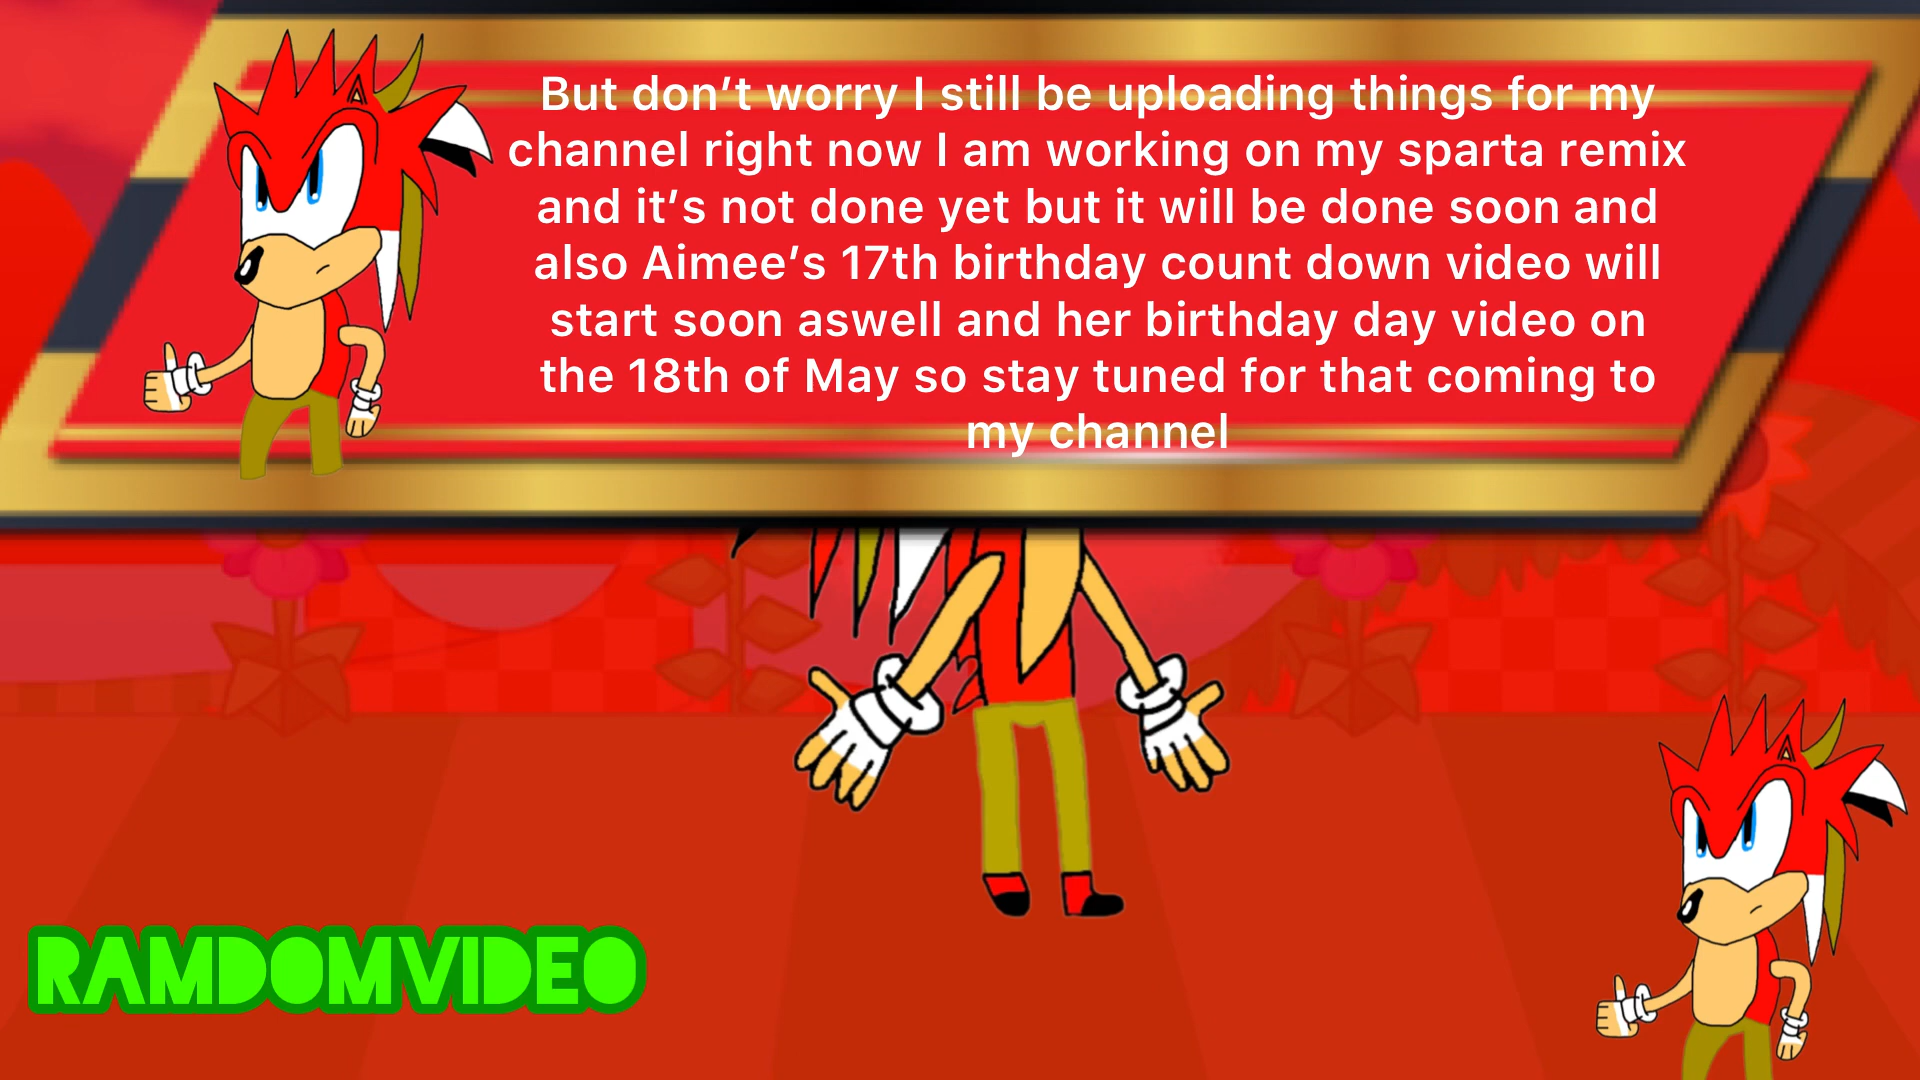 But don’t worry I still be uploading things for my
channel right now I am working on my sparta remix
and it’s not done yet but it will be done soon and
also Aimee’s 17th birthday count down video will
start soon aswell and her birthday day video on
the 18th of May so stay tuned for that coming to
my channel
RAMDOMVIDEO